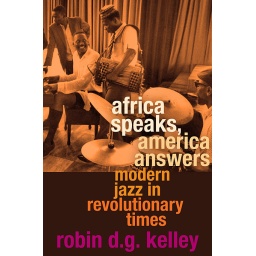 africa
speaks,
america
answers
modern
jazz in
revolutionary
times
robin d.g. kelley